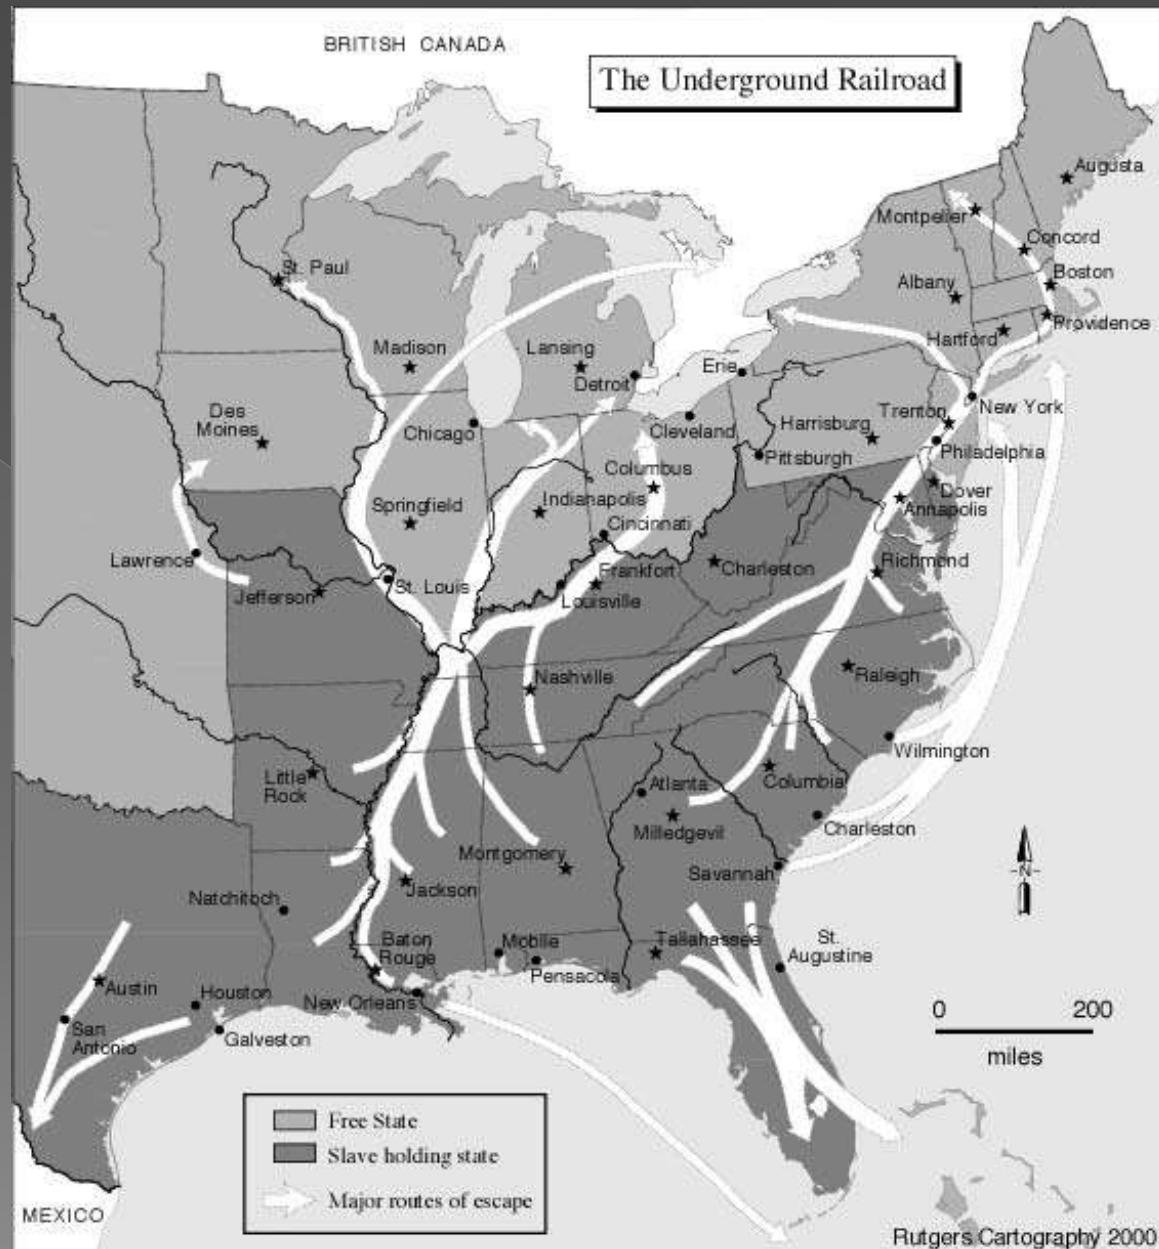 BRITISH CANADA
The Underground Railroad
Augusta
Montpelier
Concord
St. Paul
Albany
Boston
Providence
Hartford
Madison
Lansing
Erie
Detroit
New York
Des
Moines
Trenton
Chicago
Cleveland
Harrisburg
Philadelphia
Pittsburgh
Columbus
Dover
Springfield
Indianapolis
Annapolis
Cincinnati
Lawrence
Frankfort
Charleston
Richmond
St. Louis
Jefferson
Louisville
Nashville
Raleigh
Wilmington
Little
Rock
Atlanta
Columbia
Milledgevil
Charleston
Montgomery
Savannah
-N-
Jackson
Natchitoch
Baton
Rouge
Mobile
Tallahassee
St.
Augustine
Pensacola
Austin
Houston
New Orleans
San
Antonio
Galveston
0 200
miles
Free State
Slave holding state
Major routes of escape
MEXICO
Rutgers Cartography 2000